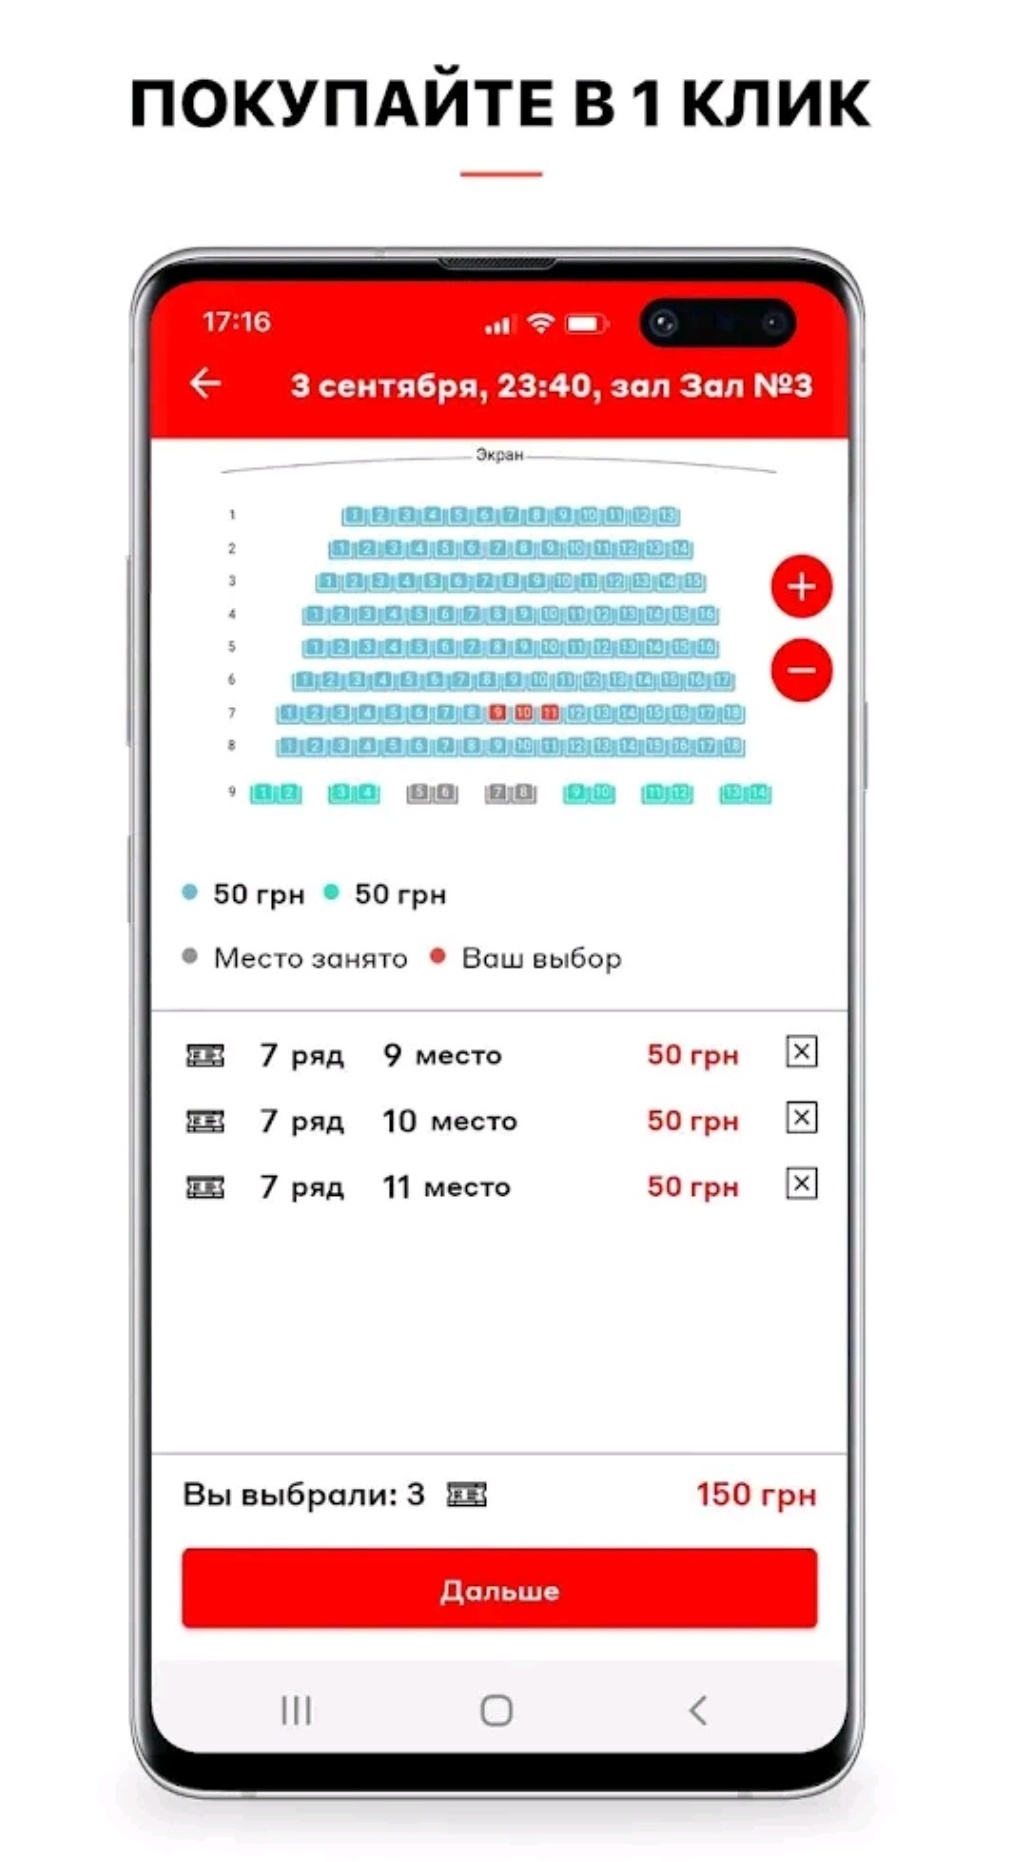 ПОКУПАЙТЕ В 1 КЛИК
17:16
3 сентября, 23:40, зал Зал №3
Экран
1 1 2 3 4 5 6 7 8 9 10 11 12 13
2 1 2 3 4 5 6 7 8 9 10 11 12 13 14
3 1 2 3 4 5 6 7 8 9 10 11 12 13 14 15
4 1 2 3 4 5 6 7 8 9 10 11 12 13 14 15 16
5 1 2 3 4 5 6 7 8 9 10 11 12 13 14 15 16
6 1 2 3 4 5 6 7 8 9 10 11 12 13 14 15 16 17
7 1 2 3 4 5 6 7 8 9 10 11 12 13 14 15 16 17 18
8 1 2 3 4 5 6 7 8 9 10 11 12 13 14 15 16 17 18
9 1 2 3 4 5 6 7 8 9 10 11 12 13 14
50 грн 50 грн
Место занято Ваш выбор
7 ряд 9 место 50 грн
7 ряд 10 место 50 грн
7 ряд 11 место 50 грн
Вы выбрали: 3 150 грн
Дальше